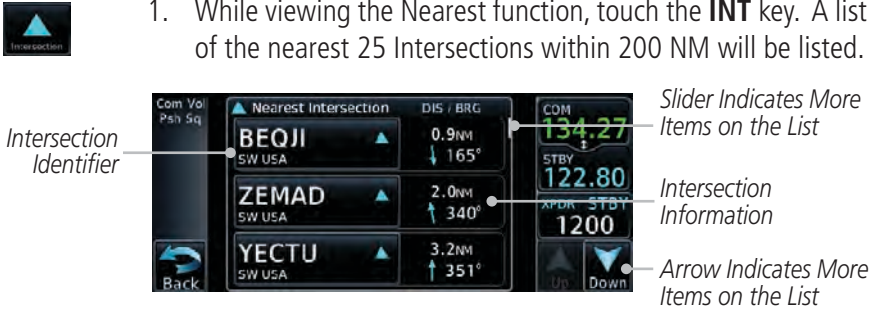 1. While viewing the Nearest function, touch the INT key. A list
of the nearest 25 Intersections within 200 NM will be listed.
Intersection
Com Vol
Psh Sq
Nearest Intersection DIS / BRG
BEQJI
SW USA
0.9NM
165°
ZEMAD
SW USA
2.0NM
340°
YECTU
SW USA
3.2NM
351°
COM
134.27
STBY
122.80
XPDR STBY
1200
Back
Up
Down
Intersection
Identifier
Slider Indicates More
Items on the List
Intersection
Information
Arrow Indicates More
Items on the List